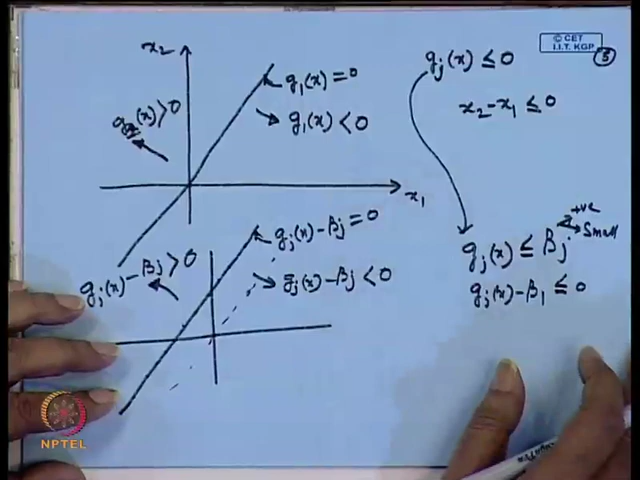 x₂
g₁(x) = 0
g₁(x) < 0
(x) > 0
x₁
gⱼ(x) ≤ 0
x₂ - x₁ ≤ 0
© CET
I.I.T. KGP
5
gⱼ(x) - βⱼ = 0
gⱼ(x) - βⱼ < 0
gⱼ(x) - βⱼ > 0
+ve
Small
gⱼ(x) ≤ βⱼ
gⱼ(x) - β₁ ≤ 0
NPTEL